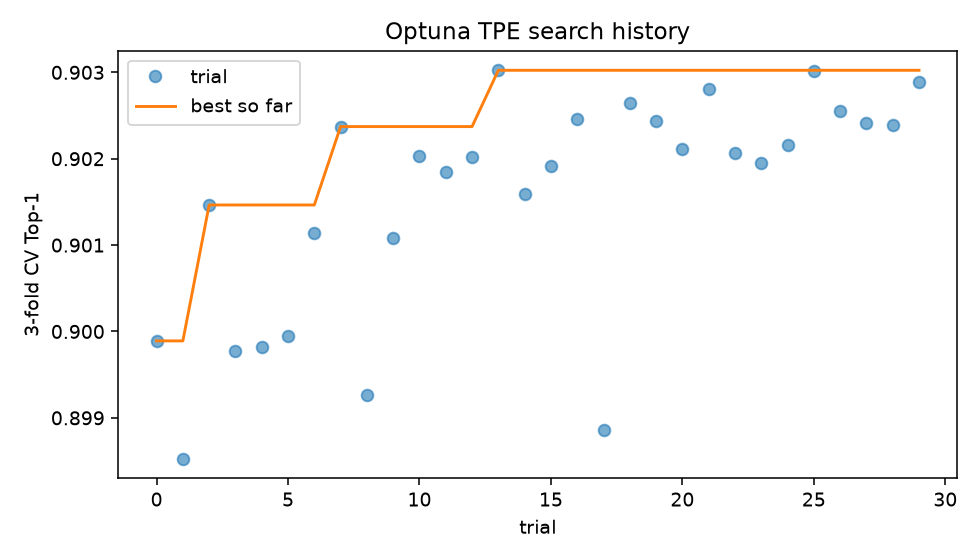 Optuna TPE search history
trial
best so far
3-fold CV Top-1
0.903
0.902
0.901
0.900
0.899
0 5 10 15 20 25 30
trial